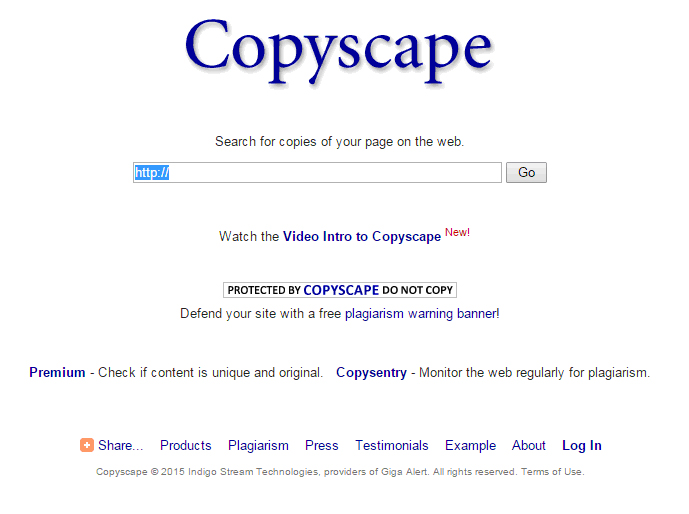 Copyscape
Search for copies of your page on the web.
http:// Go
Watch the Video Intro to Copyscape New!
PROTECTED BY COPYSCAPE DO NOT COPY
Defend your site with a free plagiarism warning banner!
Premium - Check if content is unique and original. Copysentry - Monitor the web regularly for plagiarism.
Share... Products Plagiarism Press Testimonials Example About Log In
Copyscape © 2015 Indigo Stream Technologies, providers of Giga Alert. All rights reserved. Terms of Use.